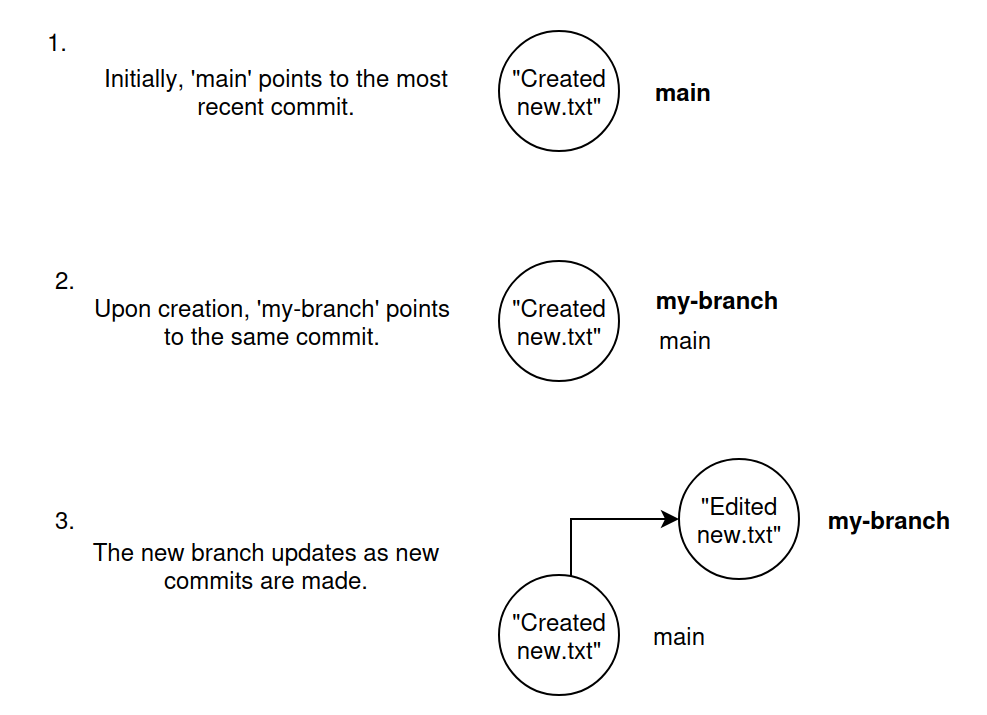 1.
Initially, 'main' points to the most
recent commit.
"Created
new.txt"
main
2.
Upon creation, 'my-branch' points
to the same commit.
"Created
new.txt"
my-branch
main
3.
The new branch updates as new
commits are made.
"Edited
new.txt"
my-branch
"Created
new.txt"
main